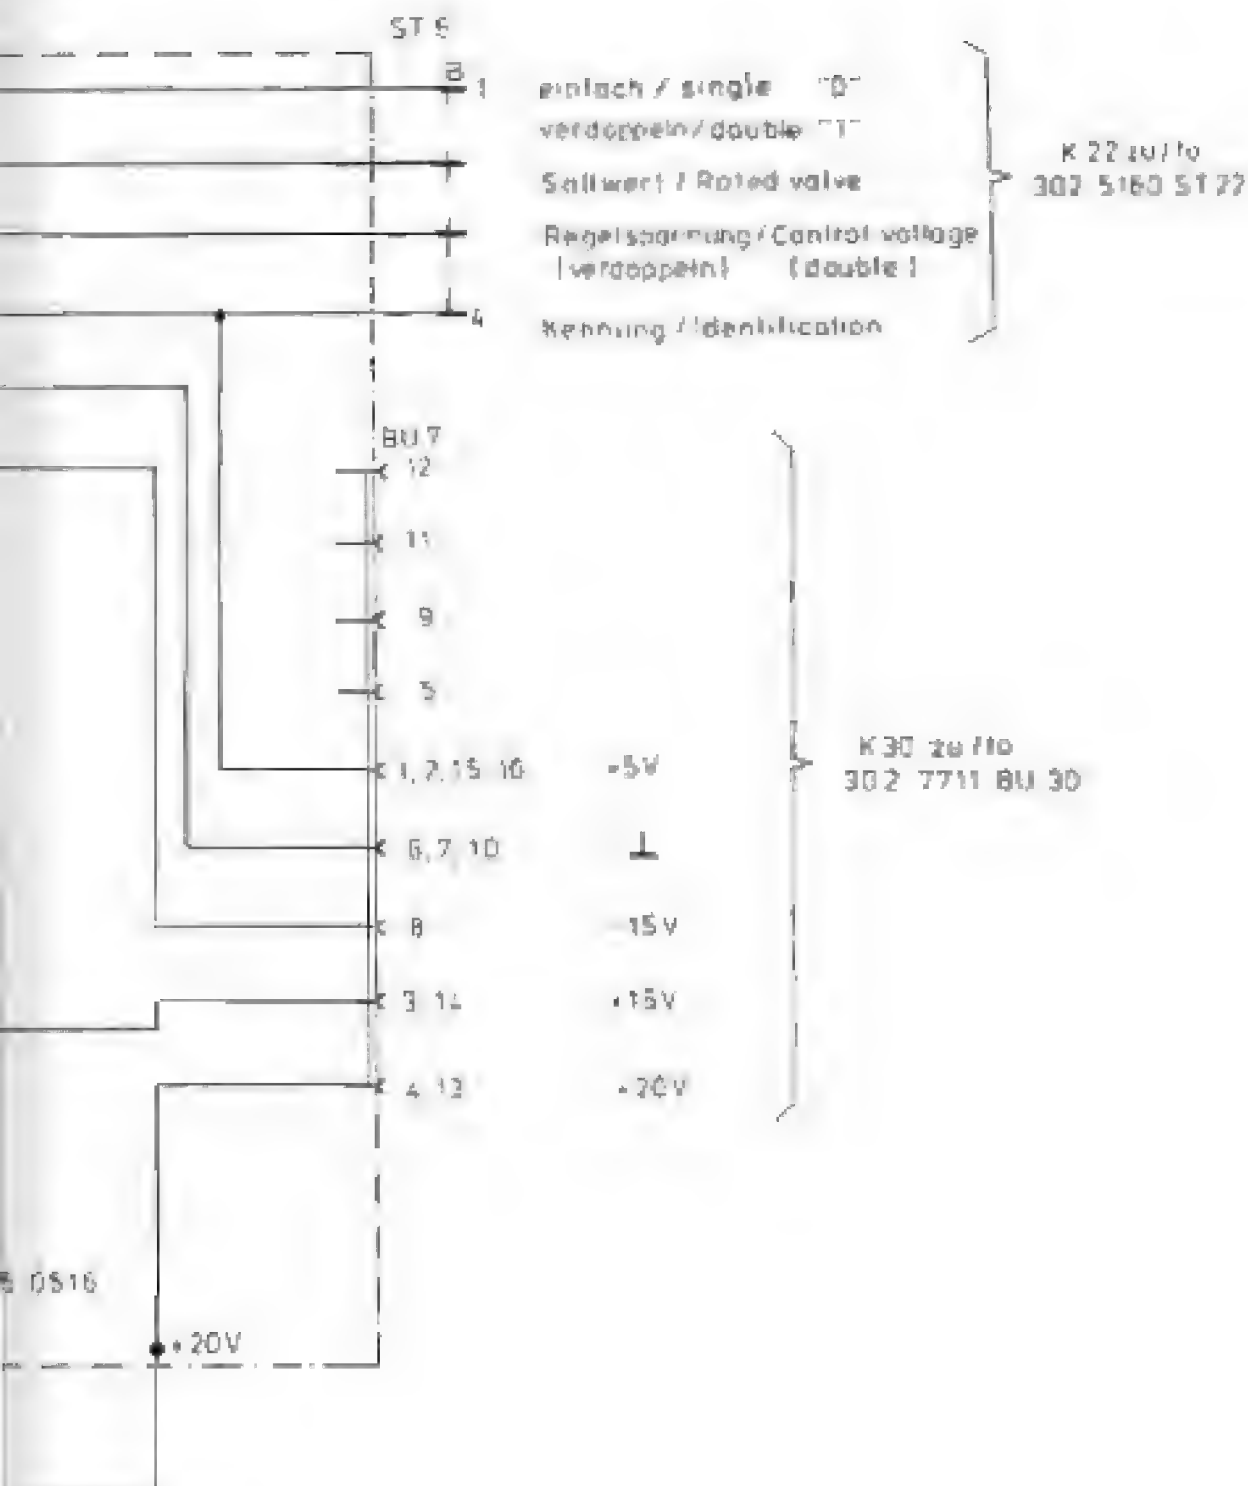 ST 6
1 einfach / single "0"
verdoppeln / double "1"
Sollwert / Rated valve
Regelspannung / Control voltage
(verdoppeln) (double)
4 Kennung / Identification
K 22 zu / to
302 5160 ST 22
BU 7
12
11
9
5
1, 2, 15 16 +5V
6, 7, 10 ⊥
8 -15V
3 14 +15V
4 13 +20V
K 30 zu / to
302 7711 BU 30
0516
+20V